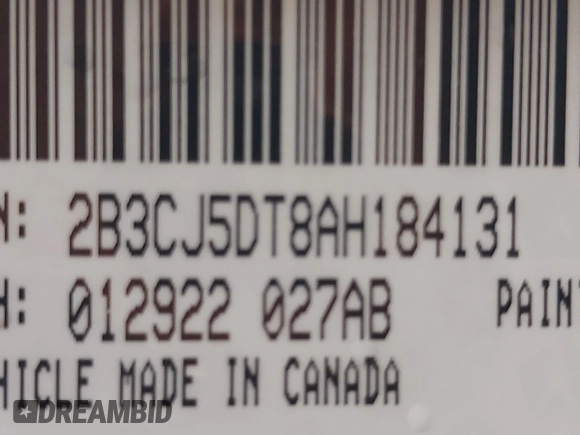 N: 2B3CJ5DT8AH184131
H: 012922 027AB PAINT
HICLE MADE IN CANADA
DREAMBID